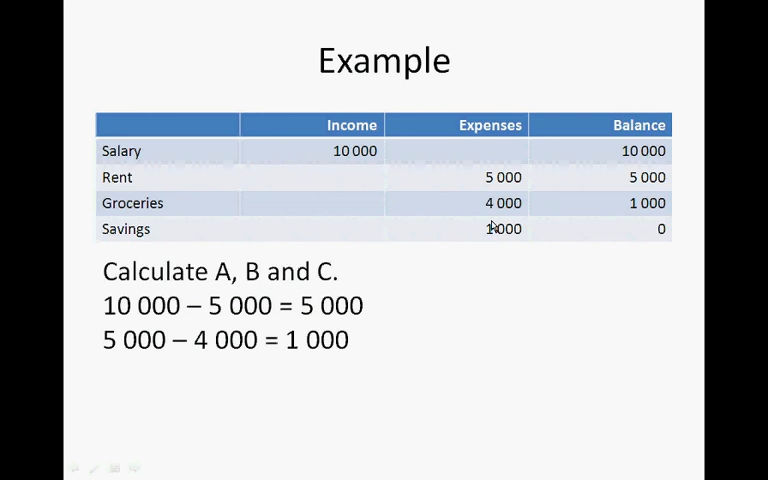 Example
Income Expenses Balance
Salary 10 000 10 000
Rent 5 000 5 000
Groceries 4 000 1 000
Savings 1 000 0
Calculate A, B and C.
10 000 – 5 000 = 5 000
5 000 – 4 000 = 1 000